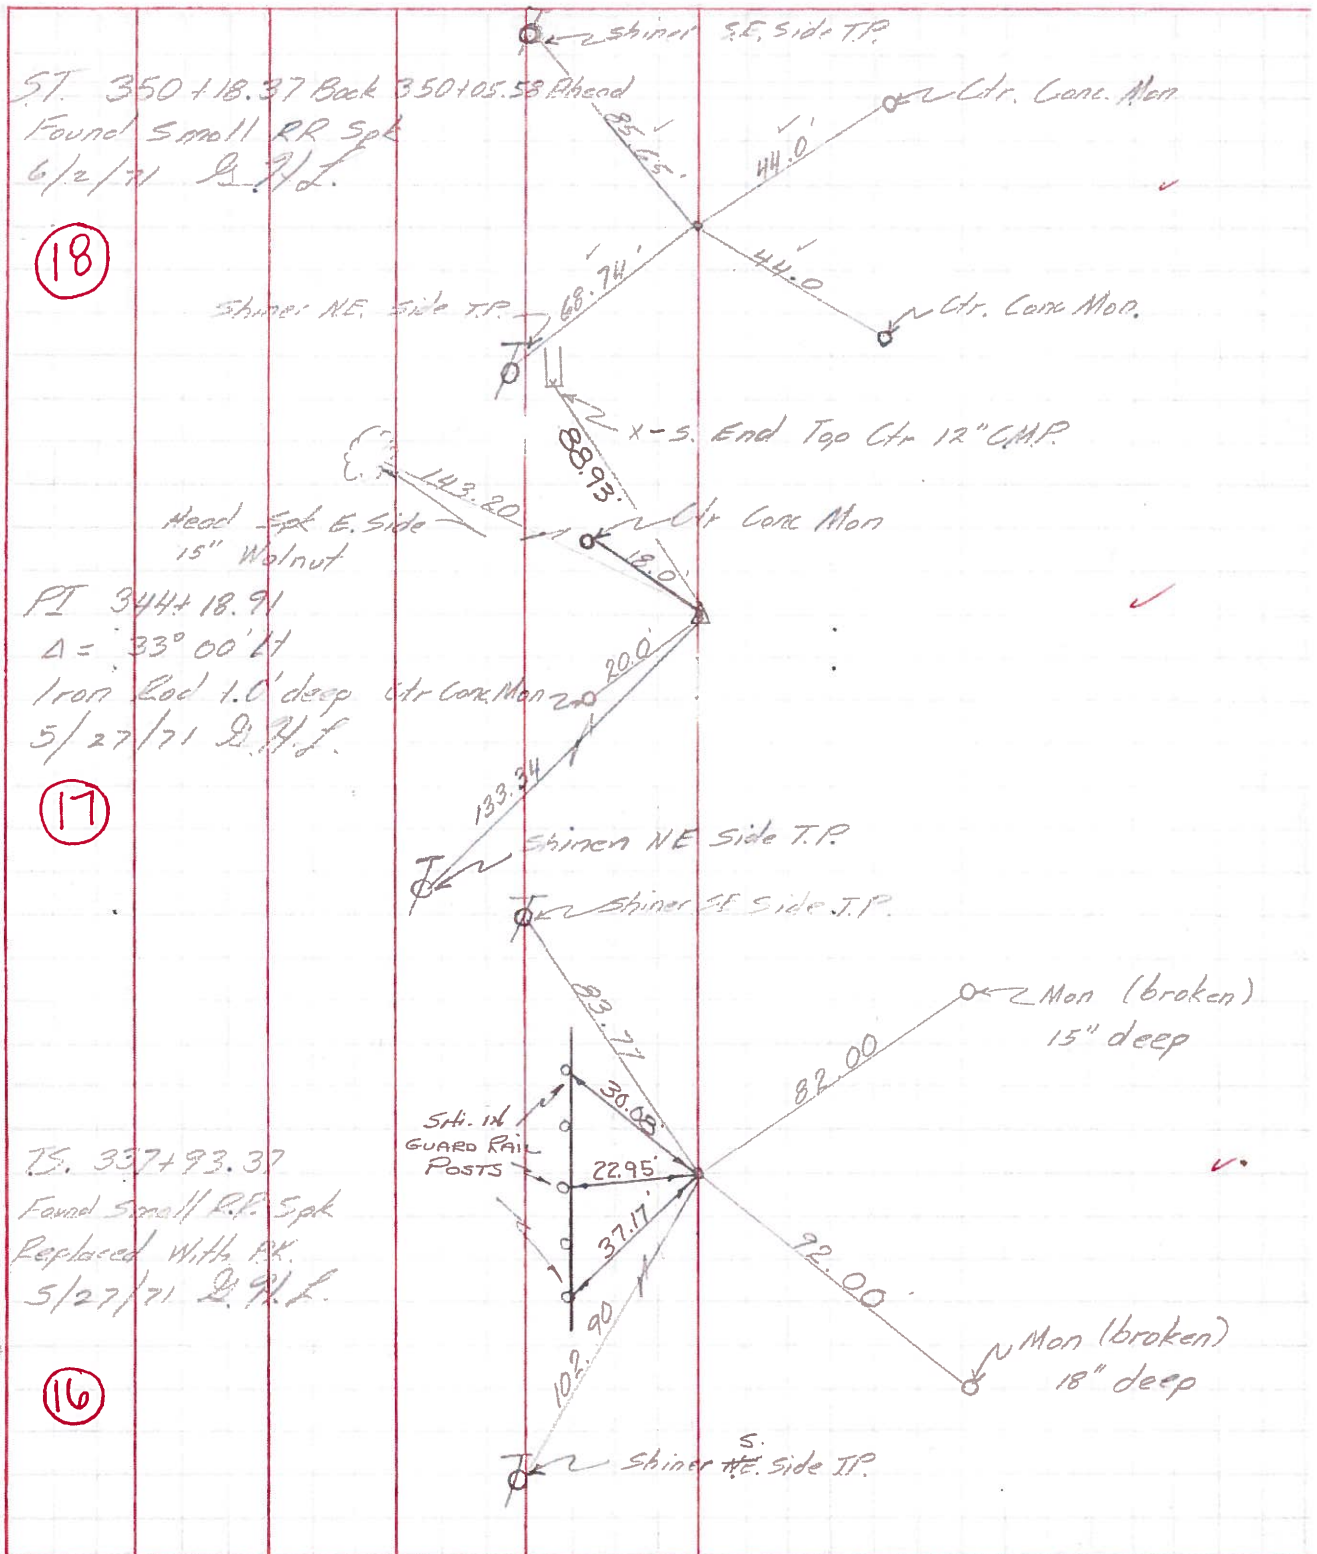 Shiner S.E. Side T.P.
S.T. 350+18.37 Back 350+05.58 Ahead
Found Small RR Spk
6/2/71 G.H.L.
18
85.65'
44.0'
Ctr. Conc. Mon
44.0
Ctr. Conc Mon.
68.74'
Shiner N.E. Side T.P.
X-S. End Top Ctr 12" C.M.P.
88.93'
143.20
Head Spk E. Side
15" Walnut
Ctr Conc Mon
18.0'
PI 344+18.91
Δ = 33° 00' Lt
Iron Rod 1.0' deep
5/27/71 G.H.L.
17
20.0'
Ctr Conc. Mon
133.34
Shiner NE Side T.P.
Shiner SE Side T.P.
83.77
Mon (broken)
15" deep
82.00
30.08'
SHI. IN
GUARD RAIL
POSTS
22.95'
37.17'
T.S. 337+93.37
Found Small R.R. Spk
Replaced With P.K.
5/27/71 G.H.L.
16
92.00
Mon (broken)
18" deep
102.90
S.
Shiner N.E. Side T.P.